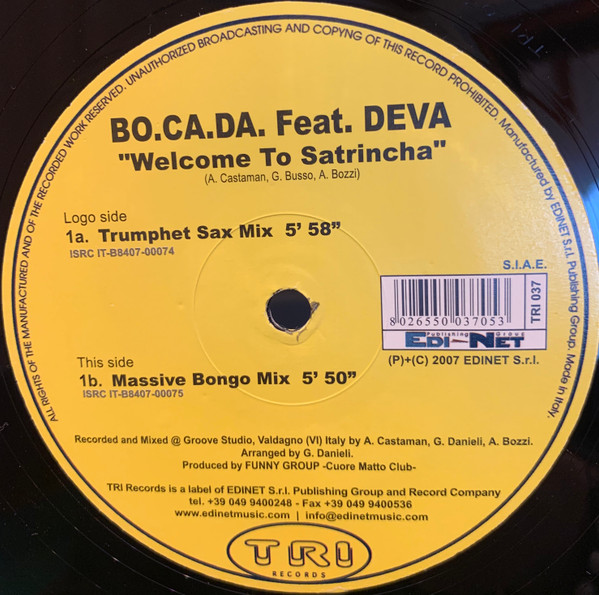 ALL RIGHTS OF THE MANUFACTURED AND OF THE RECORDED WORK RESERVED. UNAUTHORIZED BROADCASTING AND COPYNG OF THIS RECORD PROHIBITED. Manufactured by EDINET S.r.l. Publishing Group. Made in Italy.
TRI
BO.CA.DA. Feat. DEVA
"Welcome To Satrincha"
(A. Castaman, G. Busso, A. Bozzi)
Logo side
1a. Trumphet Sax Mix 5' 58"
ISRC IT-B8407-00074
S.I.A.E.
8 026550 037053
TRI 037
Publishing Group
EDI-NET
(P)+(C) 2007 EDINET S.r.l.
This side
1b. Massive Bongo Mix 5' 50"
ISRC IT-B8407-00075
Recorded and Mixed @ Groove Studio, Valdagno (VI) Italy by A. Castaman, G. Danieli, A. Bozzi.
Arranged by G. Danieli.
Produced by FUNNY GROUP -Cuore Matto Club-
TRI Records is a label of EDINET S.r.l. Publishing Group and Record Company
tel. +39 049 9400248 - Fax +39 049 9400536
www.edinetmusic.com | info@edinetmusic.com
TRI
RECORDS